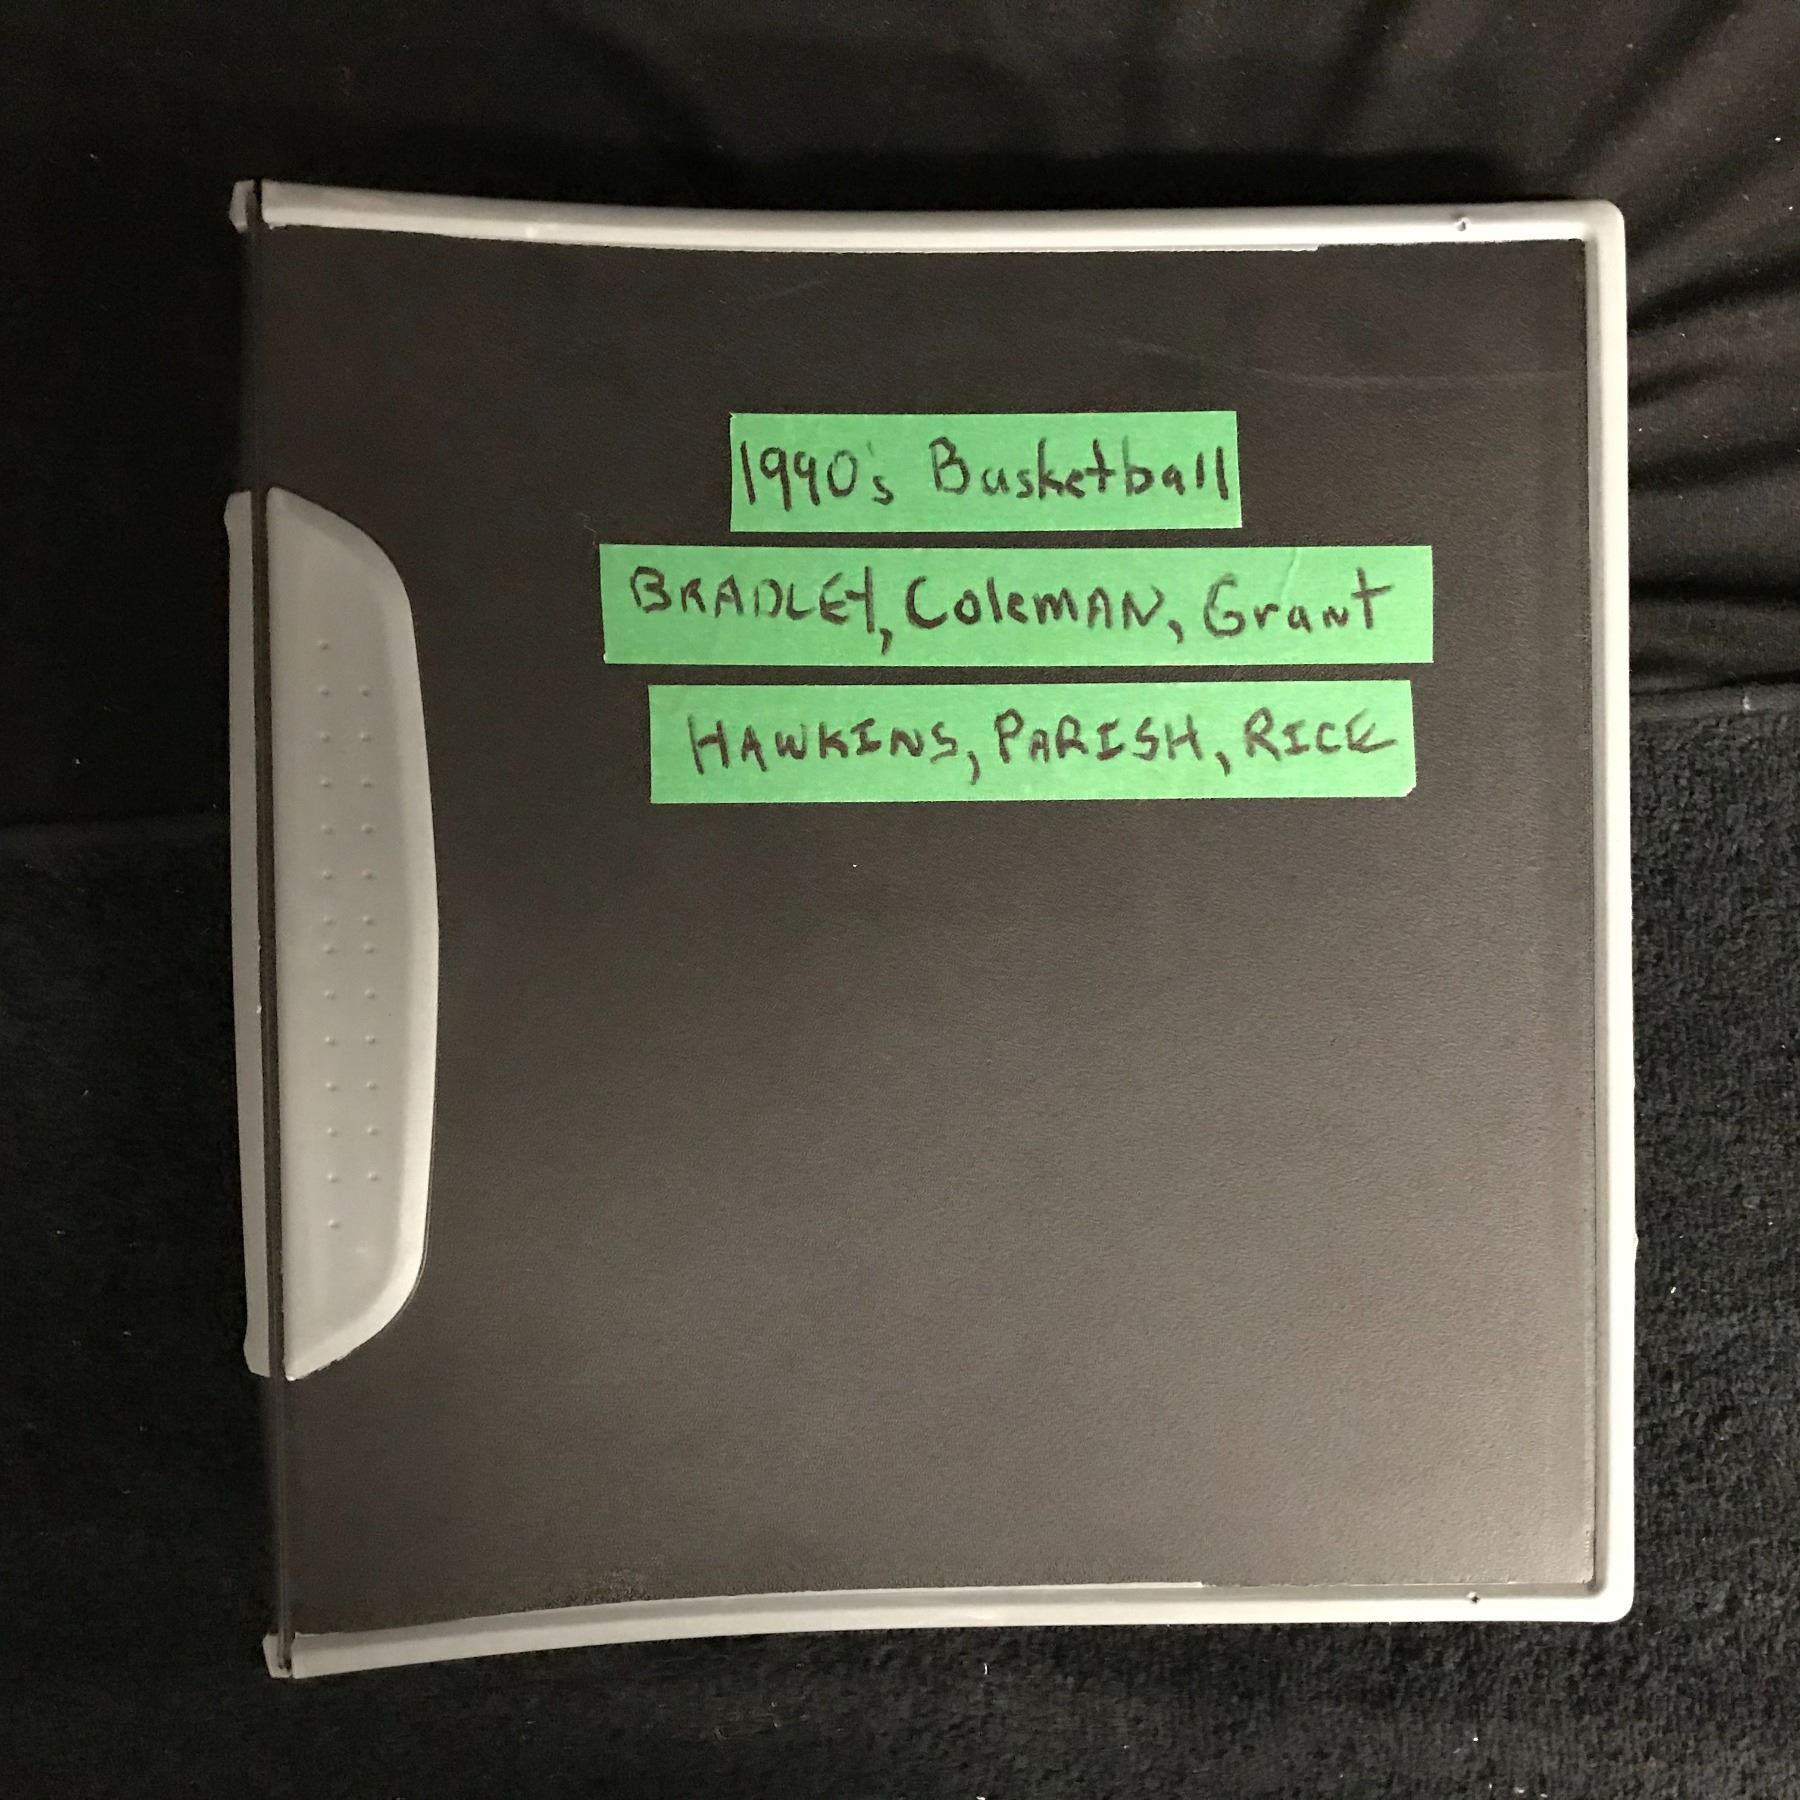 1990's Basketball
BRADLEY, ColemAN, Grant
HAWKINS, PARISH, RICE